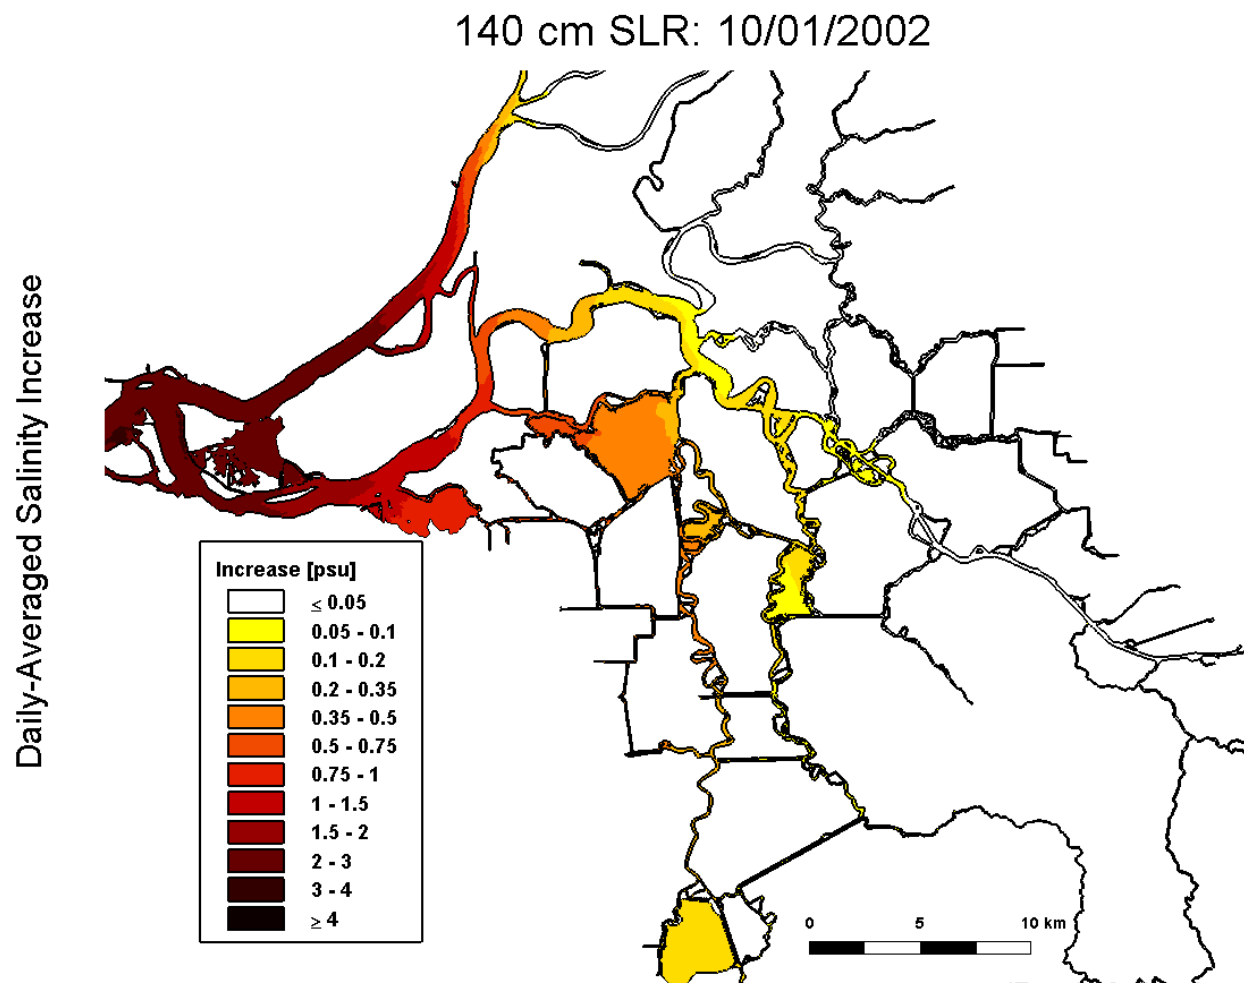 140 cm SLR: 10/01/2002
Daily-Averaged Salinity Increase
Increase [psu]
≤ 0.05
0.05 - 0.1
0.1 - 0.2
0.2 - 0.35
0.35 - 0.5
0.5 - 0.75
0.75 - 1
1 - 1.5
1.5 - 2
2 - 3
3 - 4
≥ 4
0 5 10 km